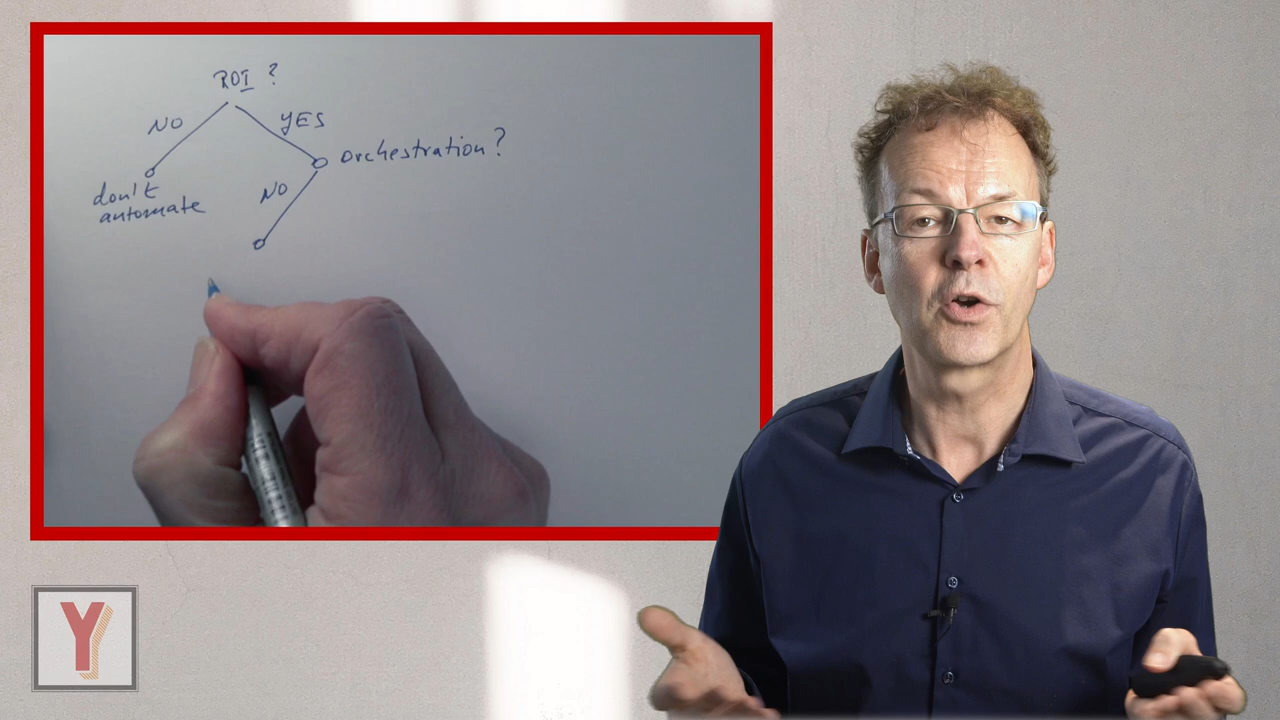 ROI ?
NO
YES
orchestration?
don't
automate
NO
Y